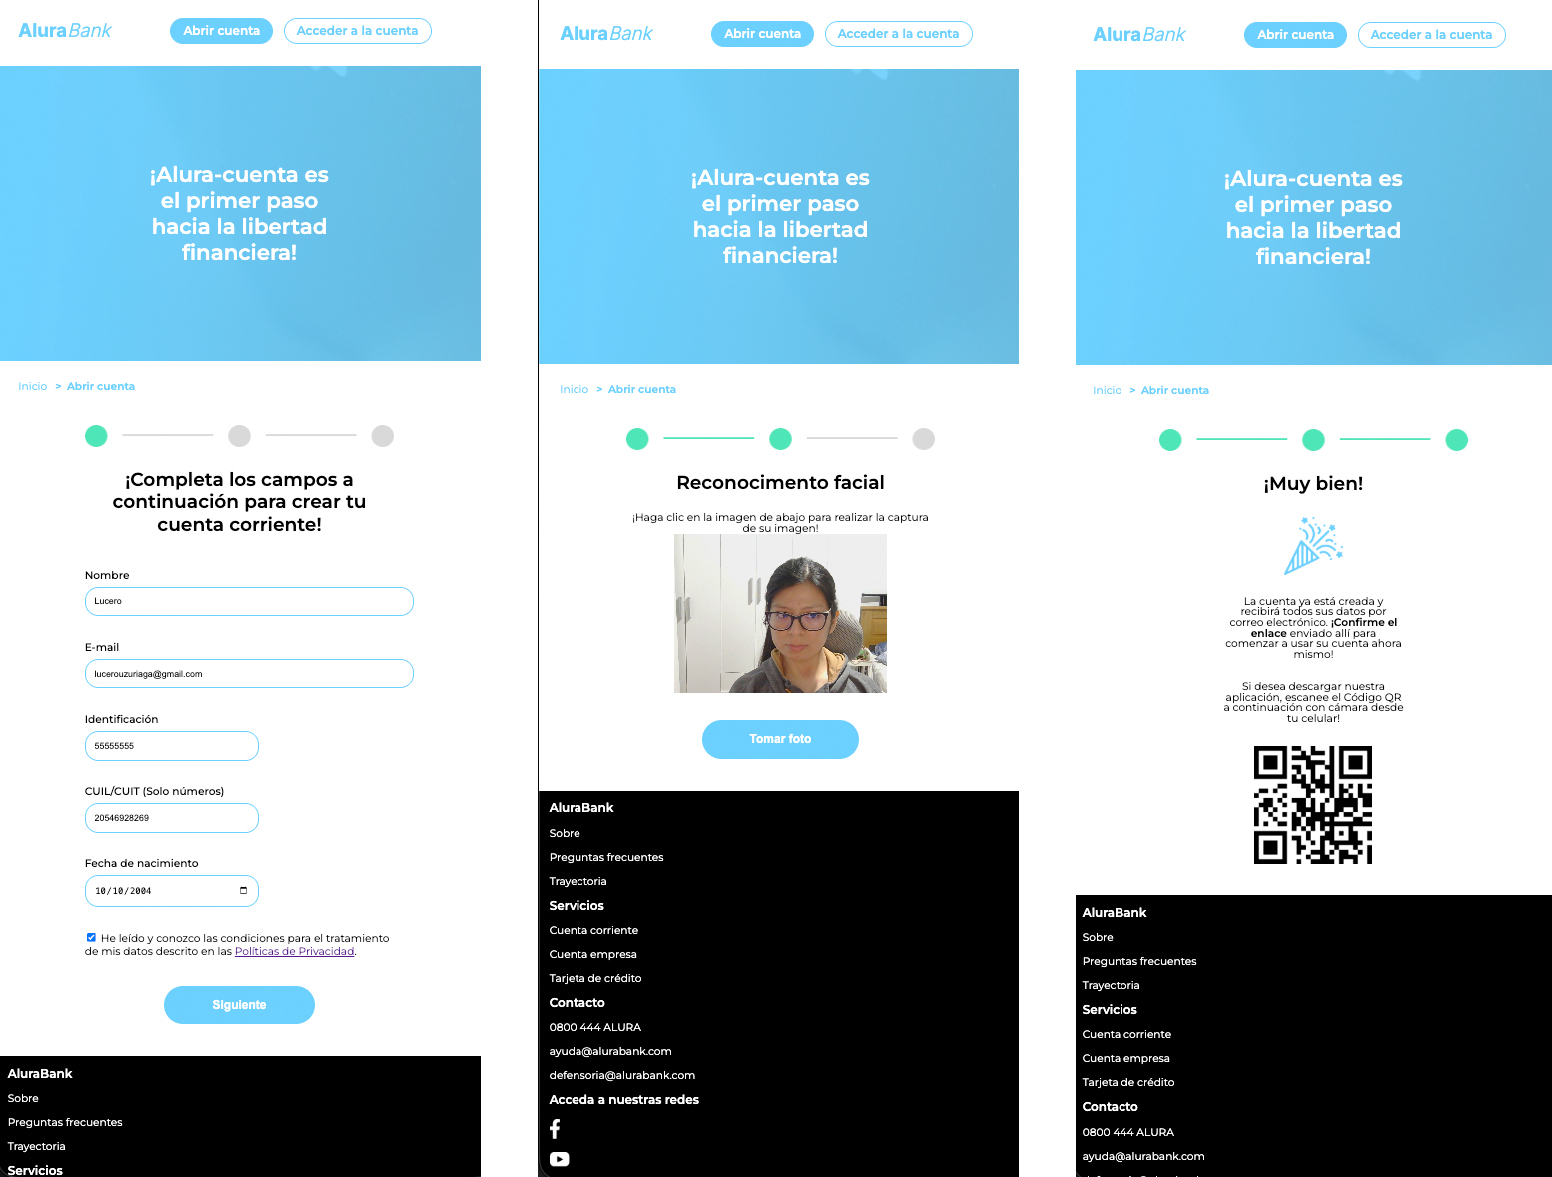 AluraBank
Abrir cuenta
Acceder a la cuenta
¡Alura-cuenta es
el primer paso
hacia la libertad
financiera!
Inicio > Abrir cuenta
¡Completa los campos a
continuación para crear tu
cuenta corriente!
Nombre
Lucero
E-mail
lucerouzuriaga@gmail.com
Identificación
55555555
CUIL/CUIT (Solo números)
20546928269
Fecha de nacimiento
10/10/2004
He leído y conozco las condiciones para el tratamiento
de mis datos descrito en las Políticas de Privacidad.
Siguiente
AluraBank
Sobre
Preguntas frecuentes
Trayectoria
Servicios
AluraBank
Abrir cuenta
Acceder a la cuenta
¡Alura-cuenta es
el primer paso
hacia la libertad
financiera!
Inicio > Abrir cuenta
Reconocimento facial
¡Haga clic en la imagen de abajo para realizar la captura
de su imagen!
Tomar foto
AluraBank
Sobre
Preguntas frecuentes
Trayectoria
Servicios
Cuenta corriente
Cuenta empresa
Tarjeta de crédito
Contacto
0800 444 ALURA
ayuda@alurabank.com
defensoria@alurabank.com
Acceda a nuestras redes
AluraBank
Abrir cuenta
Acceder a la cuenta
¡Alura-cuenta es
el primer paso
hacia la libertad
financiera!
Inicio > Abrir cuenta
¡Muy bien!
La cuenta ya está creada y
recibirá todos sus datos por
correo electrónico. ¡Confirme el
enlace enviado allí para
comenzar a usar su cuenta ahora
mismo!
Si desea descargar nuestra
aplicación, escanee el Código QR
a continuación con cámara desde
tu celular!
AluraBank
Sobre
Preguntas frecuentes
Trayectoria
Servicios
Cuenta corriente
Cuenta empresa
Tarjeta de crédito
Contacto
0800 444 ALURA
ayuda@alurabank.com